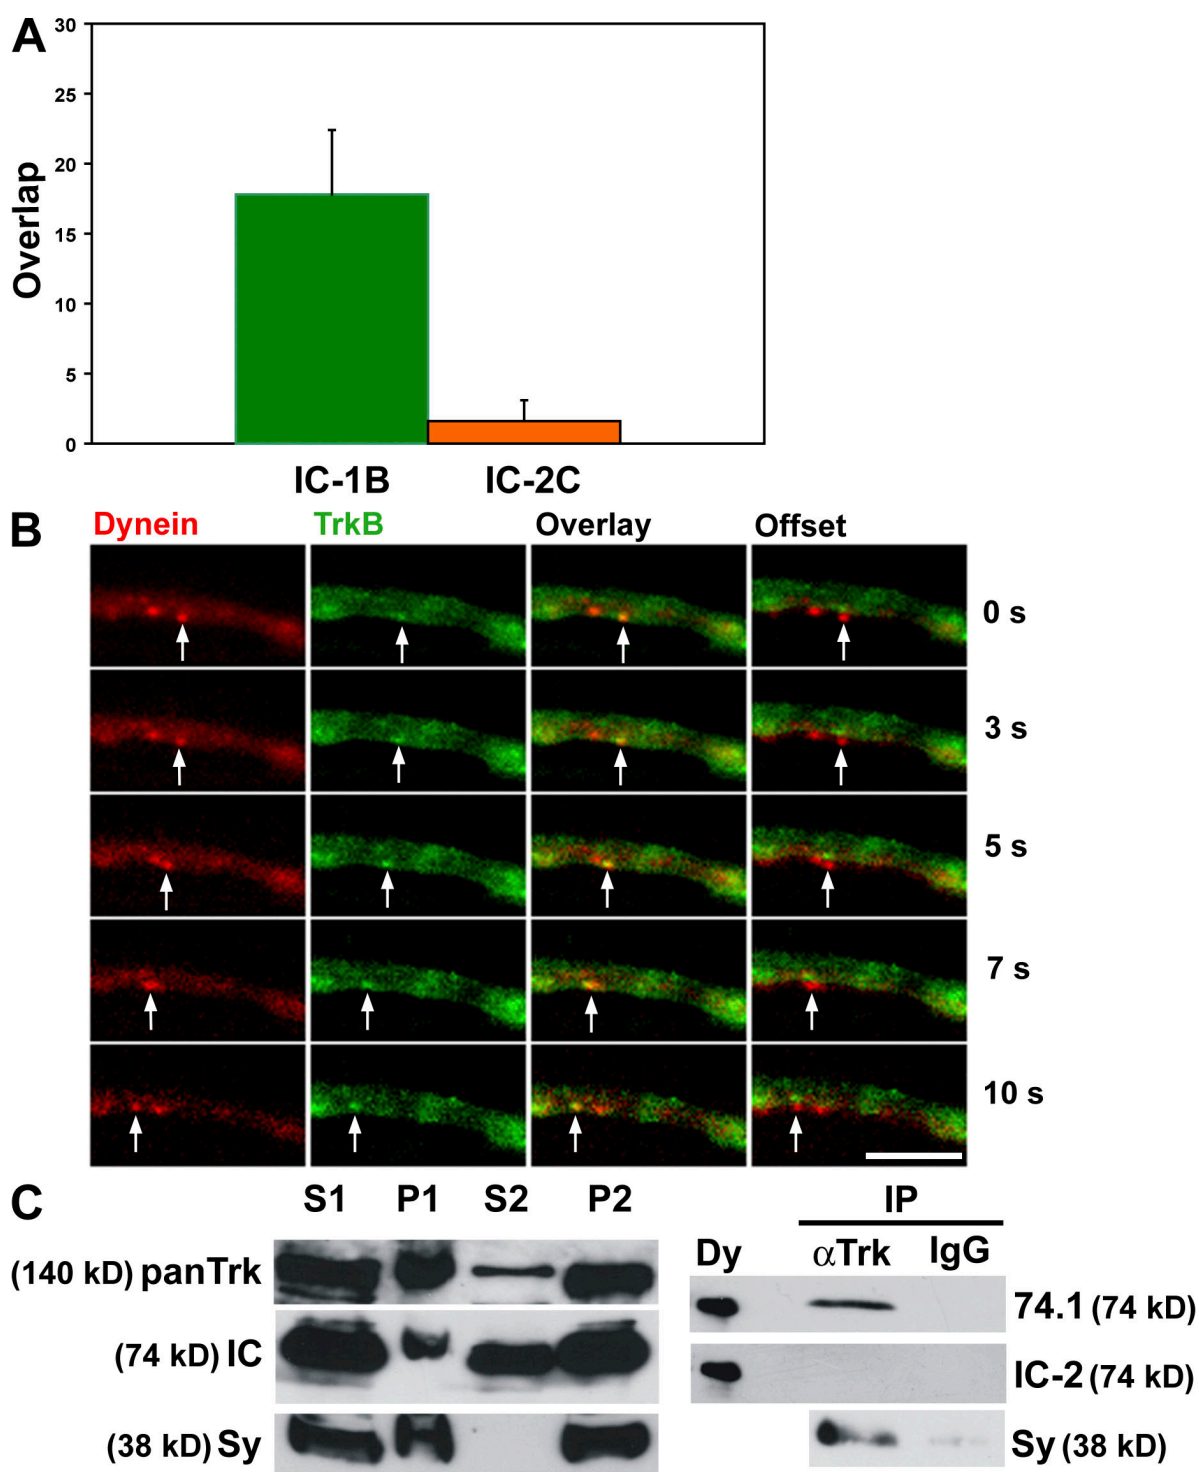 A
30
25
20
15
10
5
0
Overlap
IC-1B IC-2C
B
Dynein TrkB Overlay Offset
0 s
3 s
5 s
7 s
10 s
C
S1 P1 S2 P2
(140 kD) panTrk
(74 kD) IC
(38 kD) Sy
IP
Dy αTrk IgG
74.1 (74 kD)
IC-2 (74 kD)
Sy (38 kD)